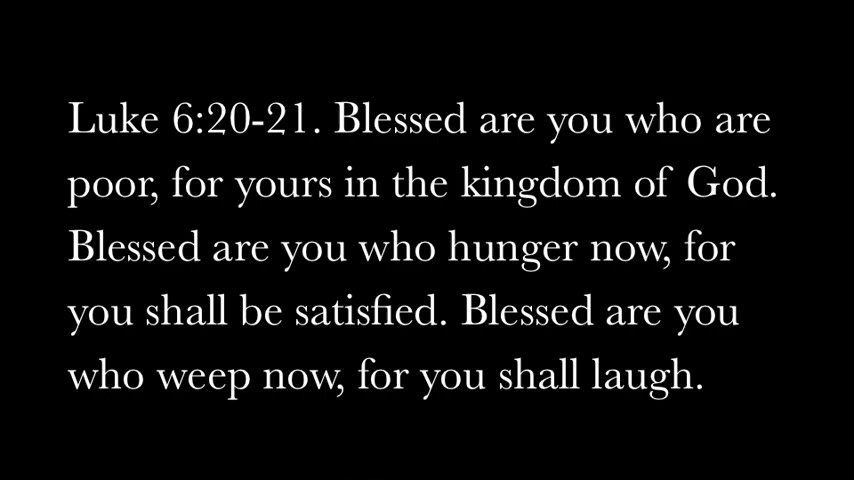 Luke 6:20-21. Blessed are you who are
poor, for yours in the kingdom of God.
Blessed are you who hunger now, for
you shall be satisfied. Blessed are you
who weep now, for you shall laugh.